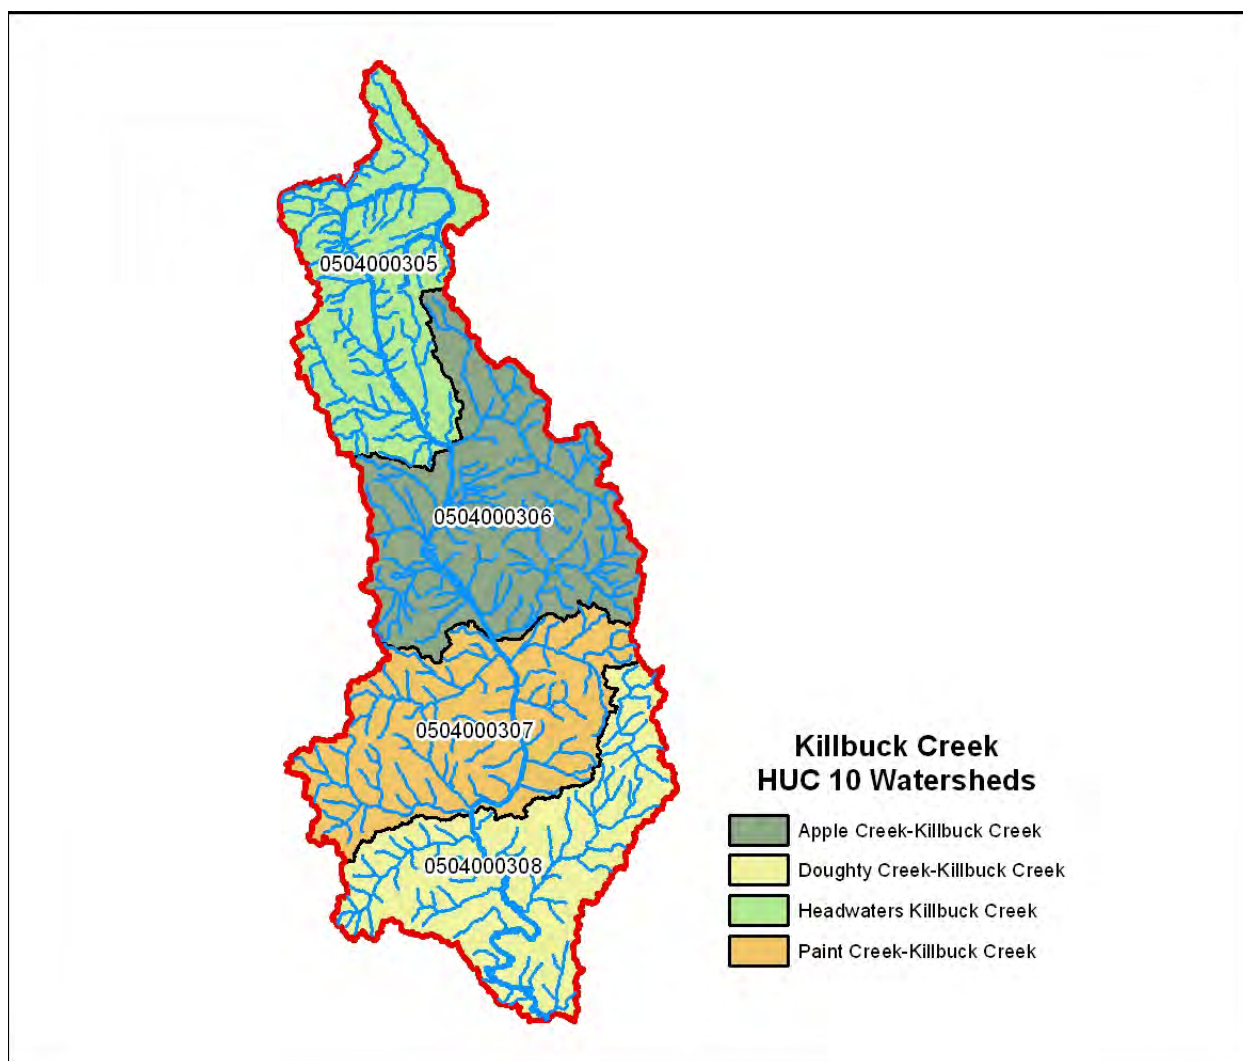 0504000305
0504000306
0504000307
0504000308
Killbuck Creek
HUC 10 Watersheds
Apple Creek-Killbuck Creek
Doughty Creek-Killbuck Creek
Headwaters Killbuck Creek
Paint Creek-Killbuck Creek